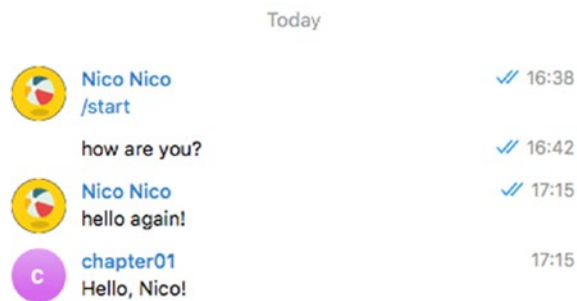 Today
Nico Nico 16:38
/start
how are you? 16:42
Nico Nico 17:15
hello again!
C
chapter01 17:15
Hello, Nico!